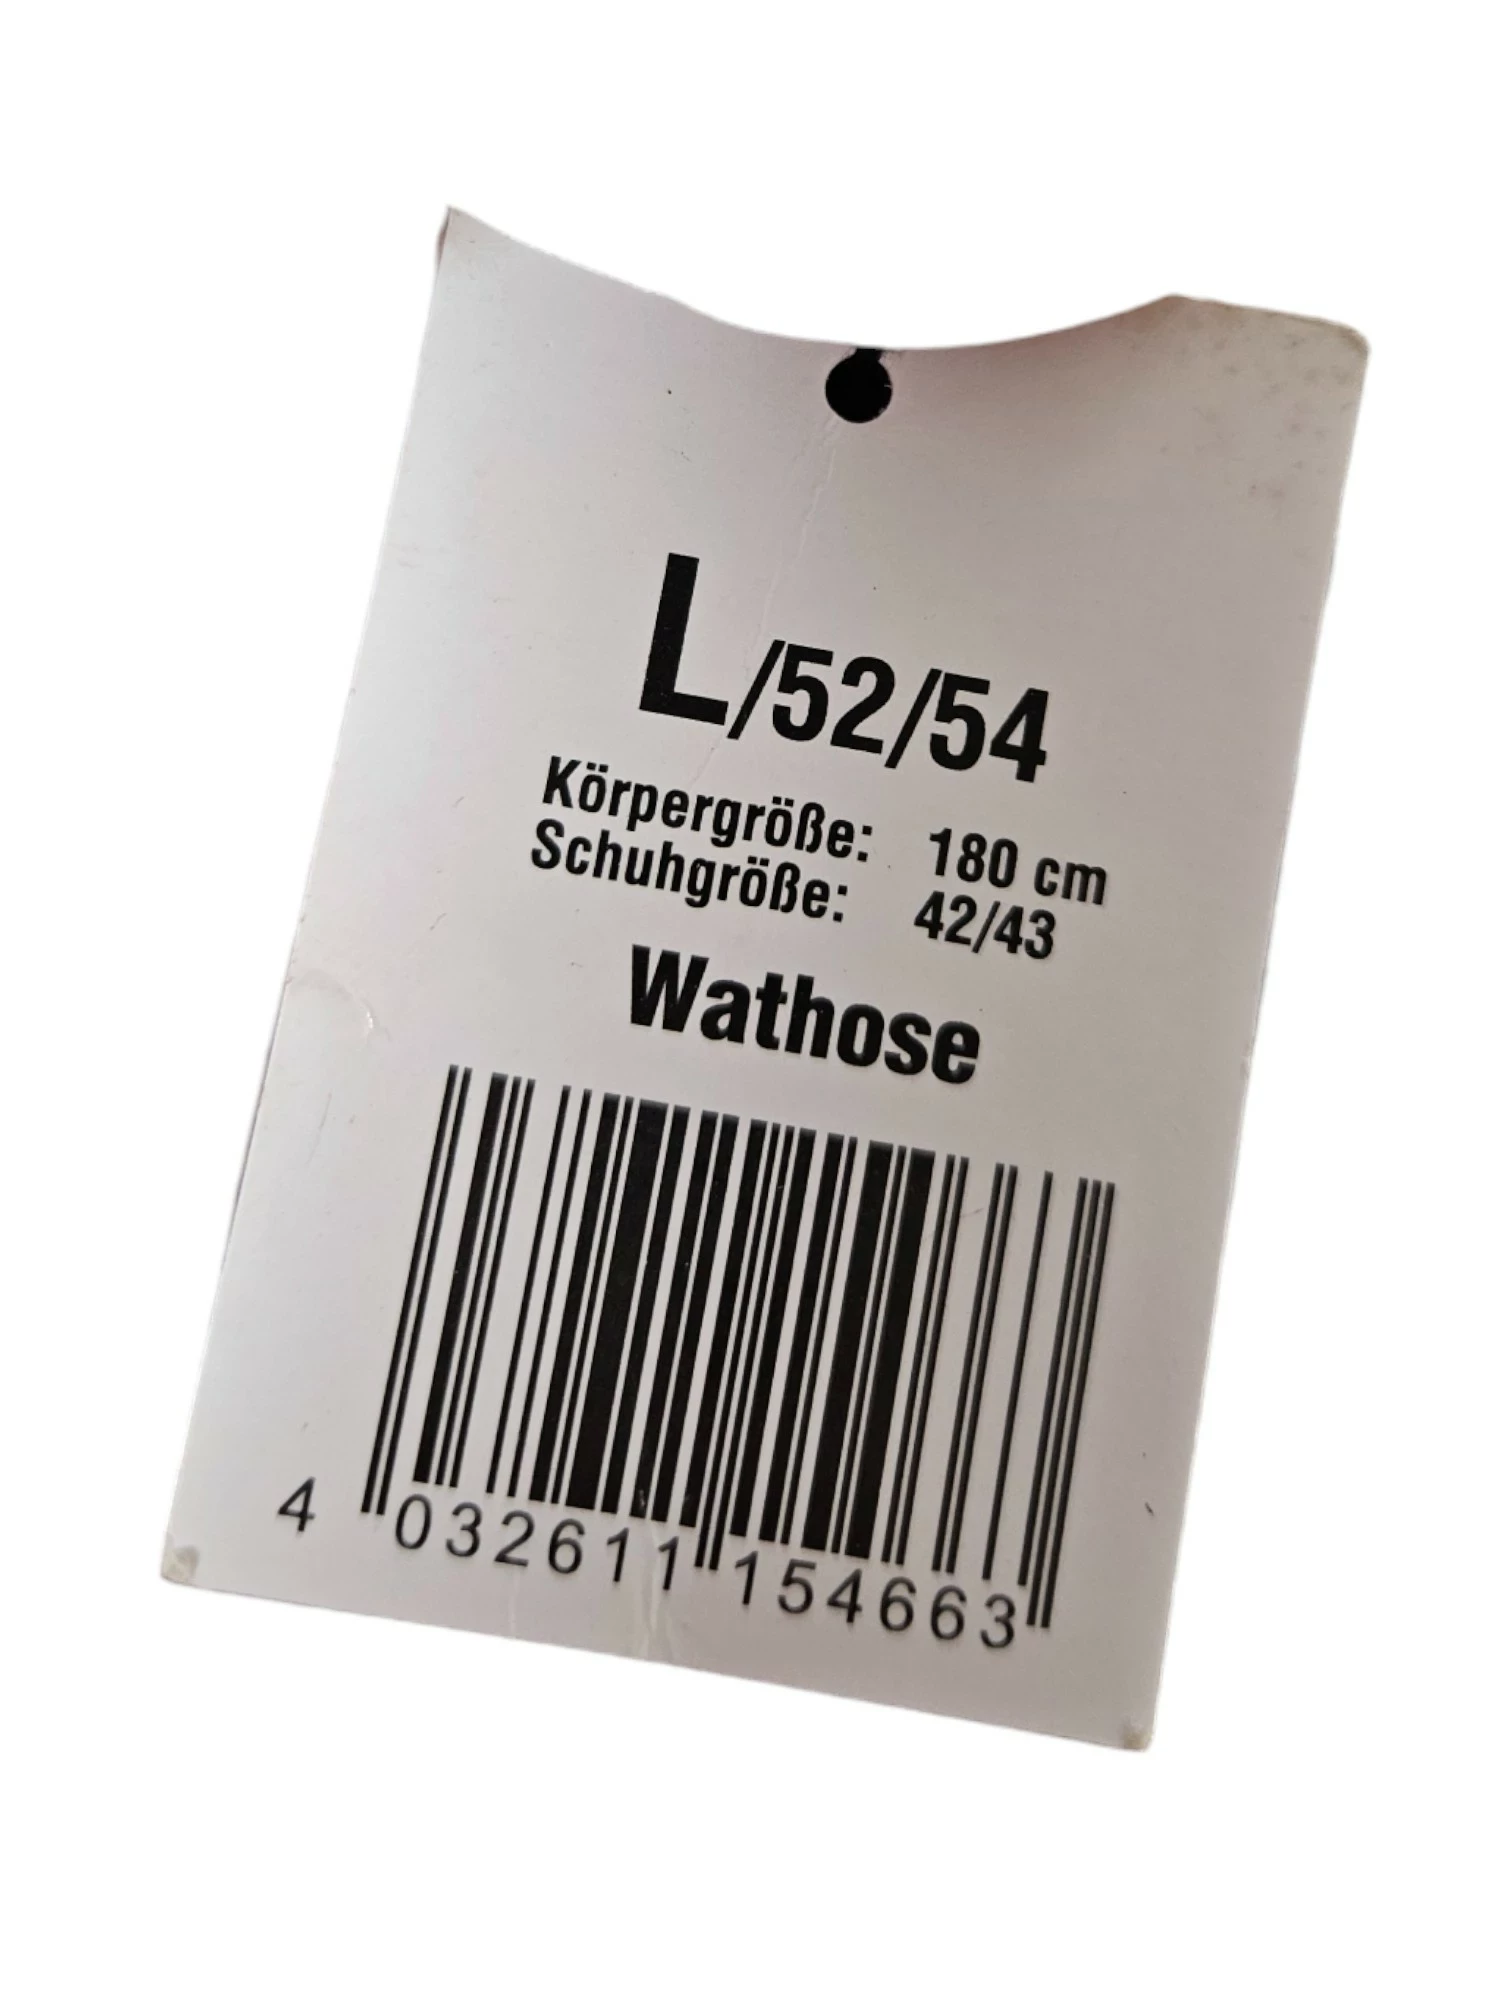 L/52/54
Körpergröße: 180 cm
Schuhgröße: 42/43
Wathose
4 032611 154663